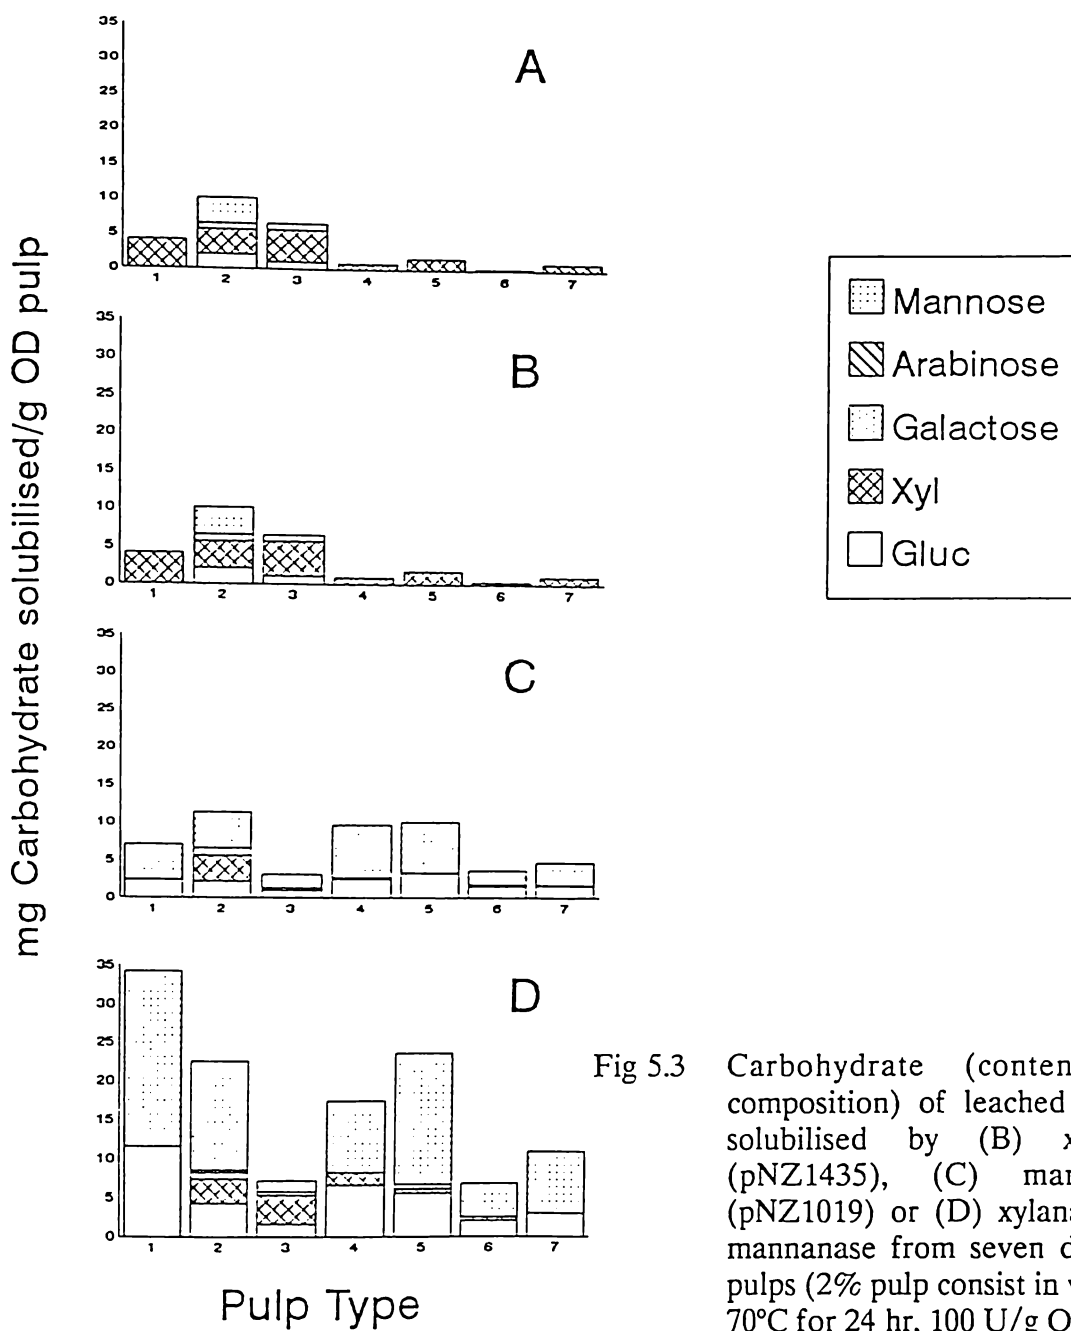 mg Carbohydrate solubilised/g OD pulp
35
30
25
20
15
10
5
0
1 2 3 4 5 6 7
A
35
30
25
20
15
10
5
0
1 2 3 4 5 6 7
B
35
30
25
20
15
10
5
0
1 2 3 4 5 6 7
C
35
30
25
20
15
10
5
0
1 2 3 4 5 6 7
D
Pulp Type
Mannose
Arabinose
Galactose
Xyl
Gluc
Fig 5.3 Carbohydrate (conten
composition) of leached
solubilised by (B) x
(pNZ1435), (C) man
(pNZ1019) or (D) xylana
mannanase from seven d
pulps (2% pulp consist in
70°C for 24 hr, 100 U/g O